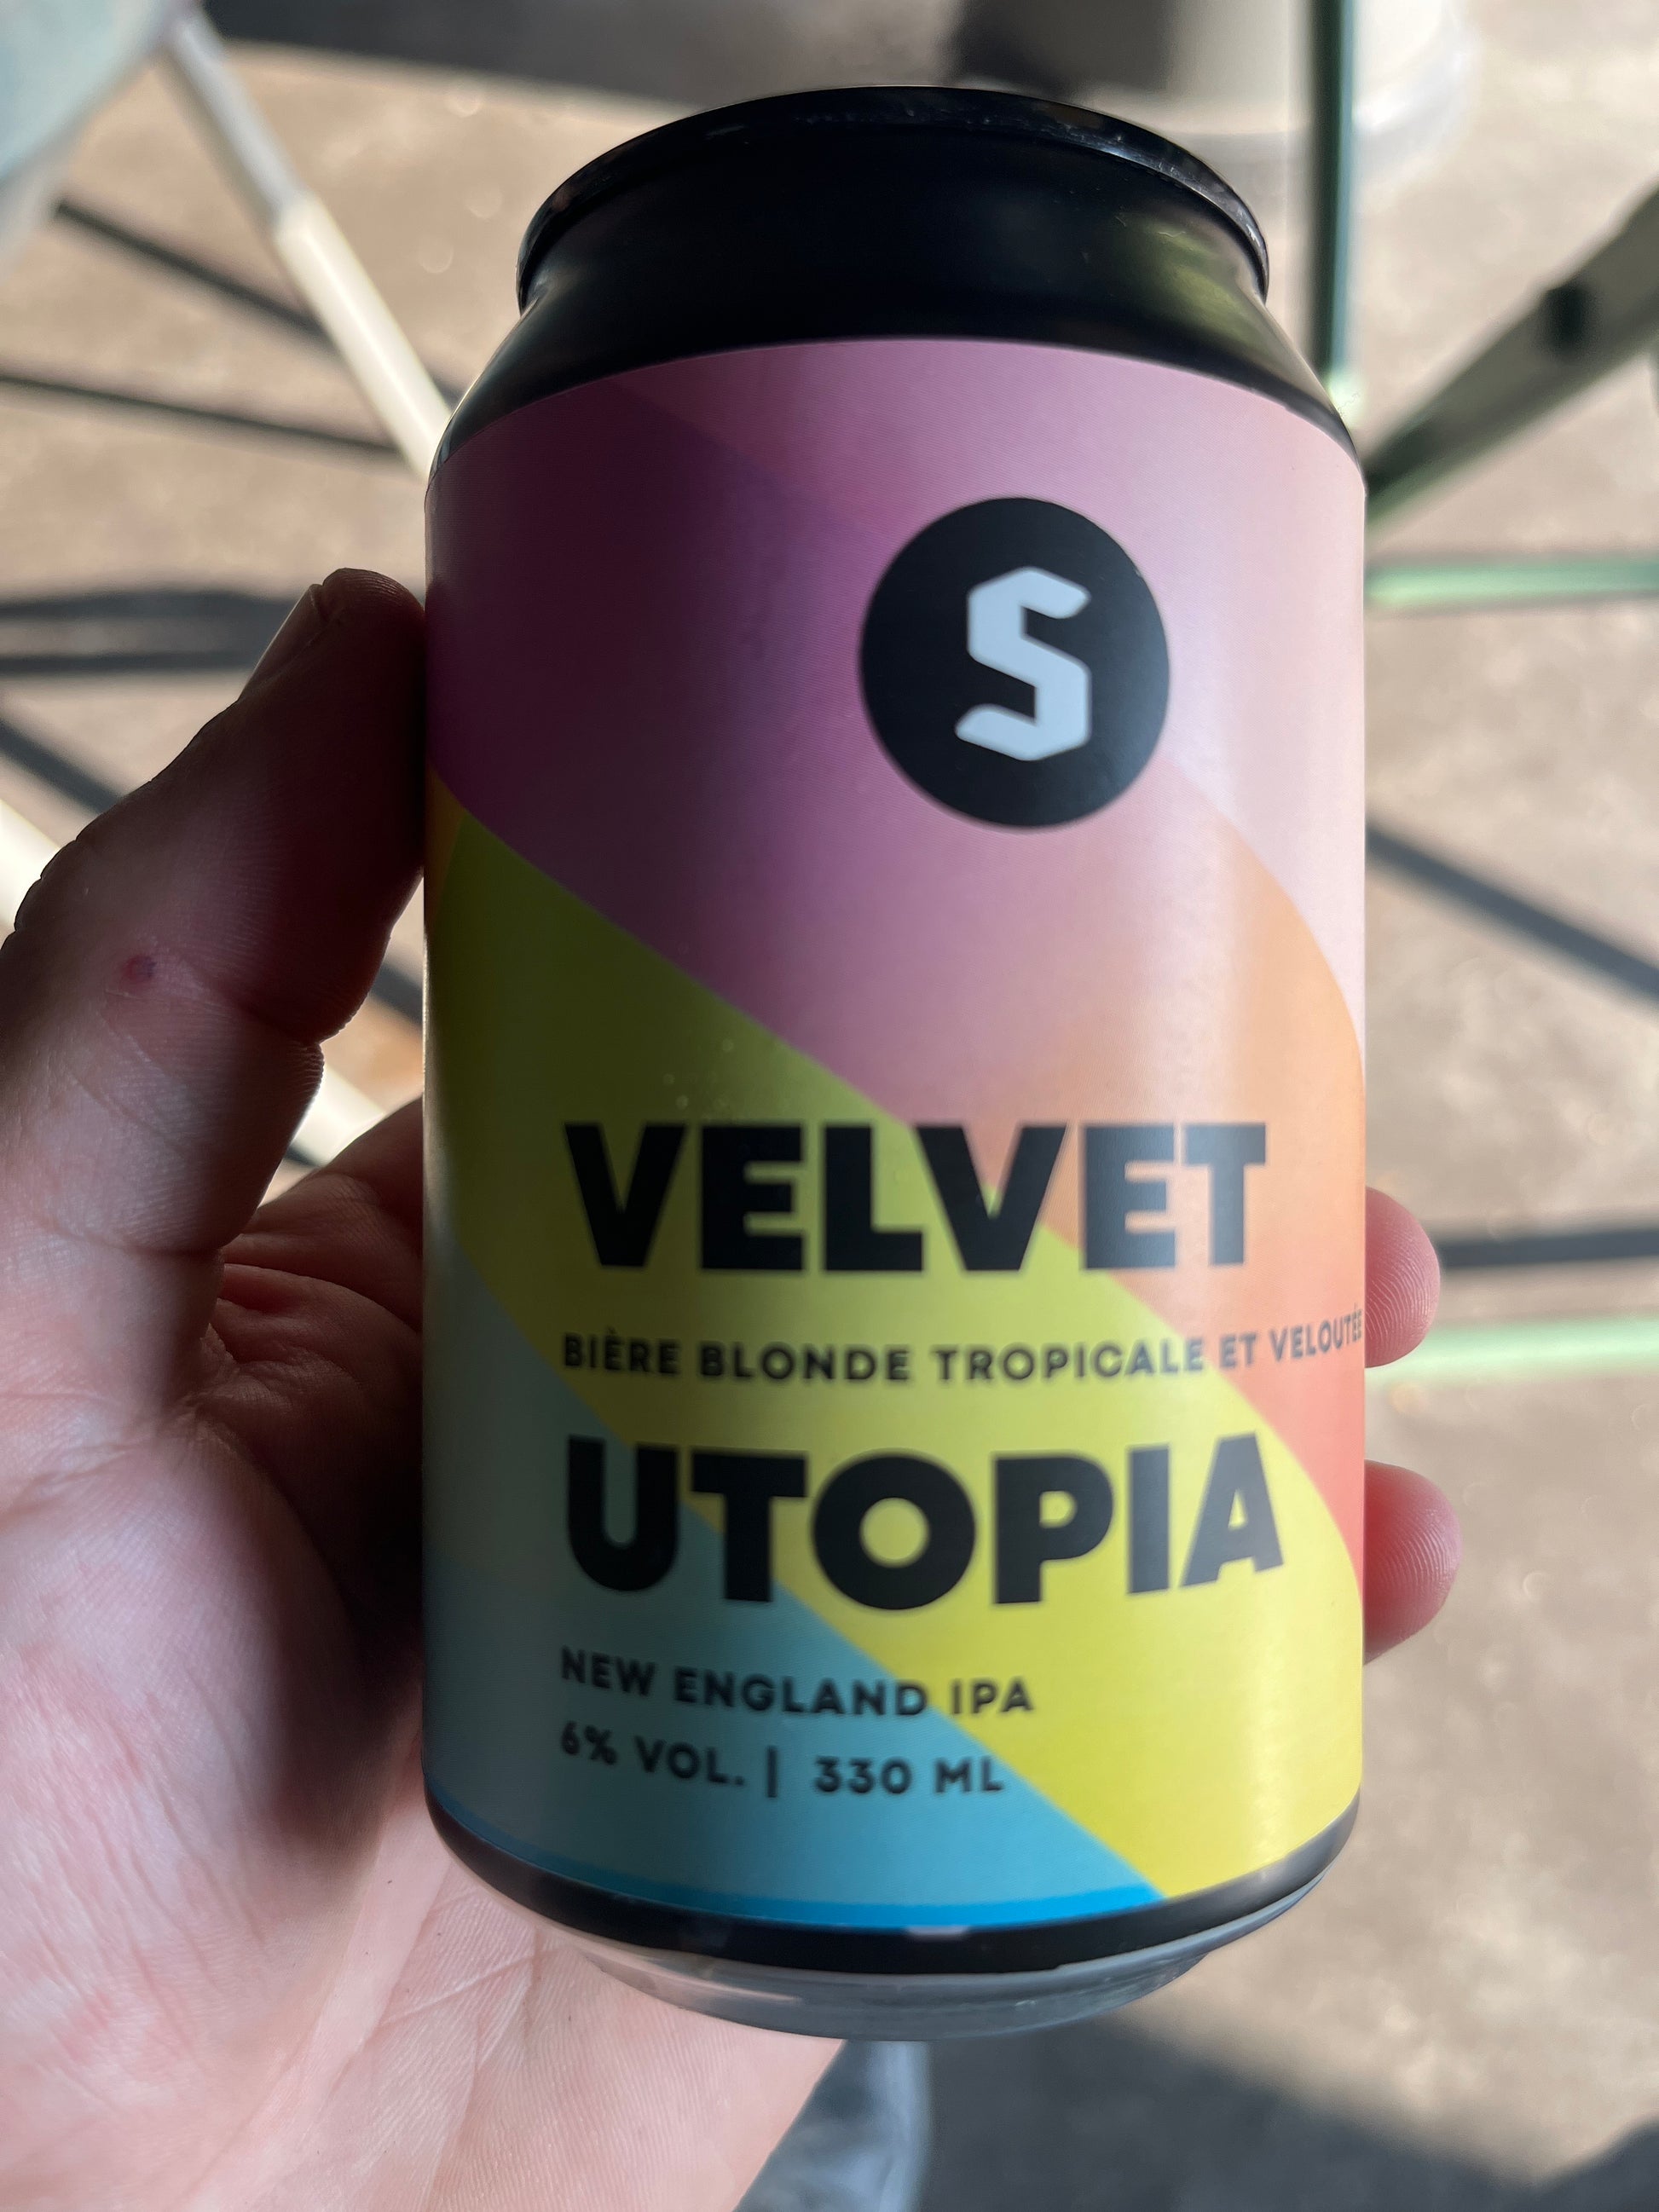 S
VELVET
BIÈRE BLONDE TROPICALE ET VELOUTÉE
UTOPIA
NEW ENGLAND IPA
6% VOL. | 330 ML